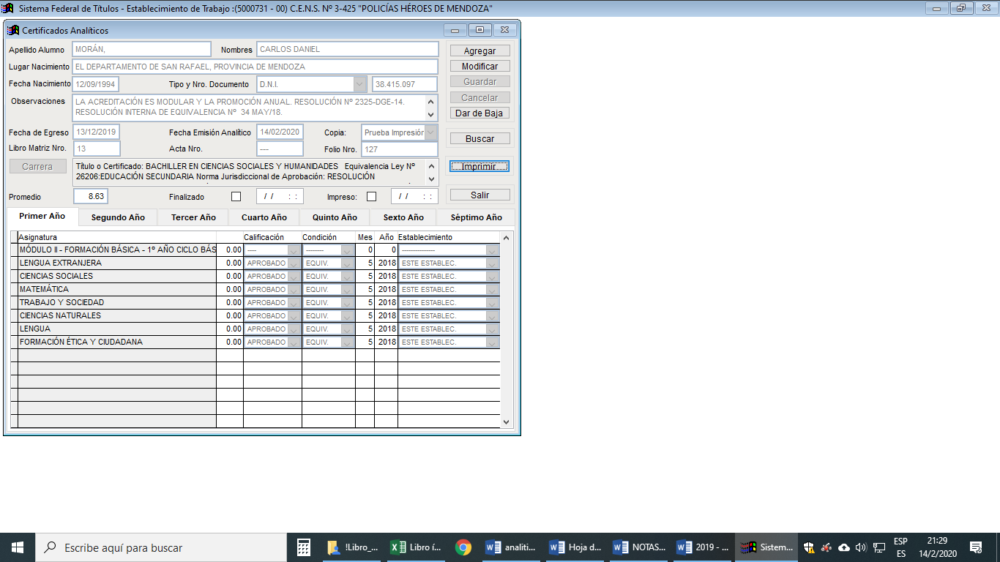 Sistema Federal de Títulos - Establecimiento de Trabajo :(5000731 - 00) C.E.N.S. Nº 3-425 "POLICÍAS HÉROES DE MENDOZA"
Certificados Analíticos
Apellido Alumno MORÁN, Nombres CARLOS DANIEL Agregar
Lugar Nacimiento EL DEPARTAMENTO DE SAN RAFAEL, PROVINCIA DE MENDOZA Modificar
Fecha Nacimiento 12/09/1994 Tipo y Nro. Documento D.N.I. 38.415.097 Guardar
Observaciones LA ACREDITACIÓN ES MODULAR Y LA PROMOCIÓN ANUAL. RESOLUCIÓN Nº 2325-DGE-14. Cancelar
RESOLUCIÓN INTERNA DE EQUIVALENCIA Nº 34 MAY/18. Dar de Baja
Fecha de Egreso 13/12/2019 Fecha Emisión Analítico 14/02/2020 Copia: Prueba Impresión Buscar
Libro Matriz Nro. 13 Acta Nro. --- Folio Nro. 127
Carrera Título o Certificado: BACHILLER EN CIENCIAS SOCIALES Y HUMANIDADES Equivalencia Ley Nº Imprimir
26206:EDUCACIÓN SECUNDARIA Norma Jurisdiccional de Aprobación: RESOLUCIÓN
Promedio 8.63 Finalizado / / : : Impreso: / / : : Salir
Primer Año Segundo Año Tercer Año Cuarto Año Quinto Año Sexto Año Séptimo Año
Asignatura Calificación Condición Mes Año Establecimiento
MÓDULO II - FORMACIÓN BÁSICA - 1º AÑO CICLO BÁS 0.00 ---- -------- 0 0 ---------------
LENGUA EXTRANJERA 0.00 APROBADO EQUIV. 5 2018 ESTE ESTABLEC.
CIENCIAS SOCIALES 0.00 APROBADO EQUIV. 5 2018 ESTE ESTABLEC.
MATEMÁTICA 0.00 APROBADO EQUIV. 5 2018 ESTE ESTABLEC.
TRABAJO Y SOCIEDAD 0.00 APROBADO EQUIV. 5 2018 ESTE ESTABLEC.
CIENCIAS NATURALES 0.00 APROBADO EQUIV. 5 2018 ESTE ESTABLEC.
LENGUA 0.00 APROBADO EQUIV. 5 2018 ESTE ESTABLEC.
FORMACIÓN ÉTICA Y CIUDADANA 0.00 APROBADO EQUIV. 5 2018 ESTE ESTABLEC.
Escribe aquí para buscar !Libro_... Libro í... analiti... Hoja d... NOTAS... 2019 - ... Sistem... ESP 21:29
ES 14/2/2020